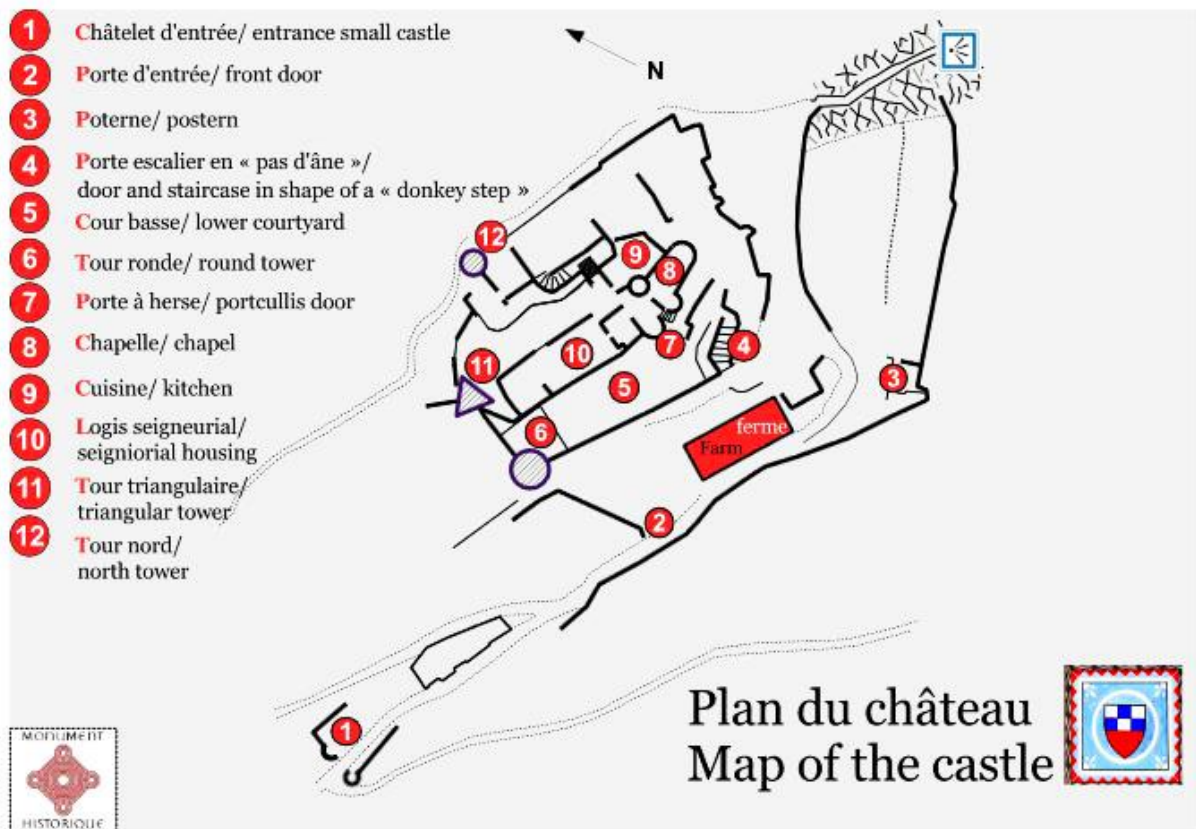 1 Châtelet d'entrée/ entrance small castle
2 Porte d'entrée/ front door
3 Poterne/ postern
4 Porte escalier en « pas d'âne »/
door and staircase in shape of a « donkey step »
5 Cour basse/ lower courtyard
6 Tour ronde/ round tower
7 Porte à herse/ portcullis door
8 Chapelle/ chapel
9 Cuisine/ kitchen
10 Logis seigneurial/
seigniorial housing
11 Tour triangulaire/
triangular tower
12 Tour nord/
north tower
N
12
9
8
11
10
7
4
5
3
6
ferme
Farm
2
1
Plan du château
Map of the castle
MONUMENT
HISTORIQUE